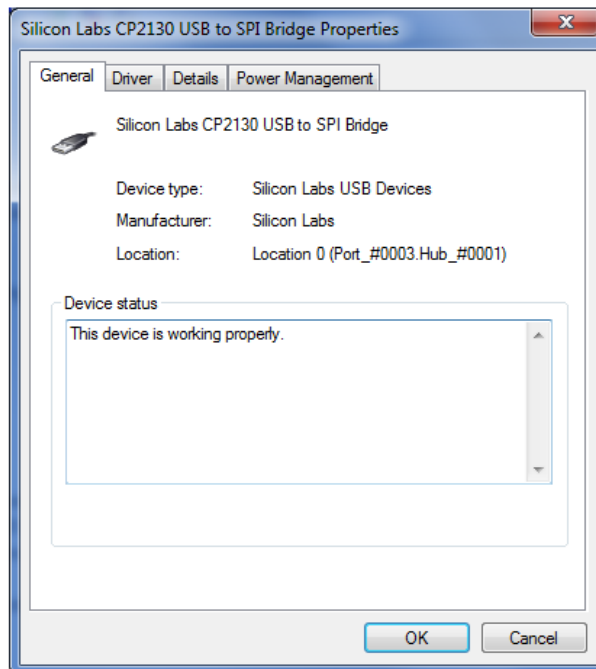 Silicon Labs CP2130 USB to SPI Bridge Properties
General Driver Details Power Management
Silicon Labs CP2130 USB to SPI Bridge
Device type: Silicon Labs USB Devices
Manufacturer: Silicon Labs
Location: Location 0 (Port_#0003.Hub_#0001)
Device status
This device is working properly.
OK Cancel